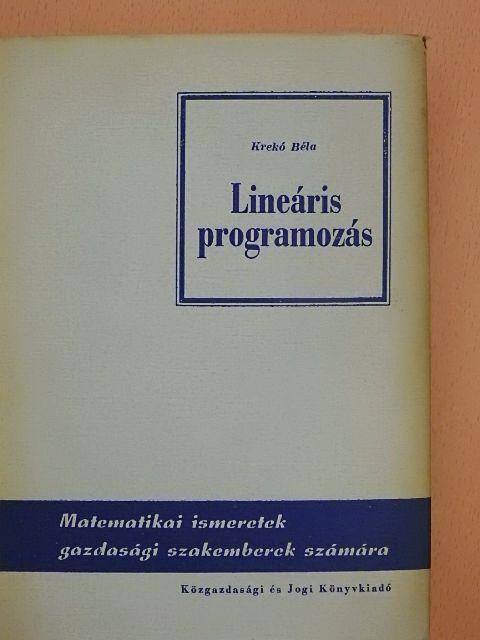 Krekó Béla
Lineáris
programozás
Matematikai ismeretek
gazdasági szakemberek számára
Közgazdasági és Jogi Könyvkiadó